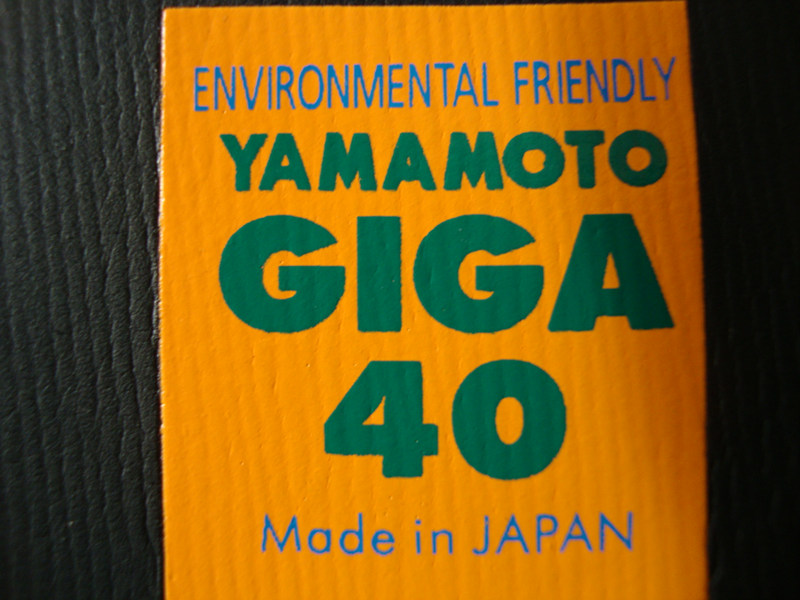 ENVIRONMENTAL FRIENDLY
YAMAMOTO
GIGA
40
Made in JAPAN